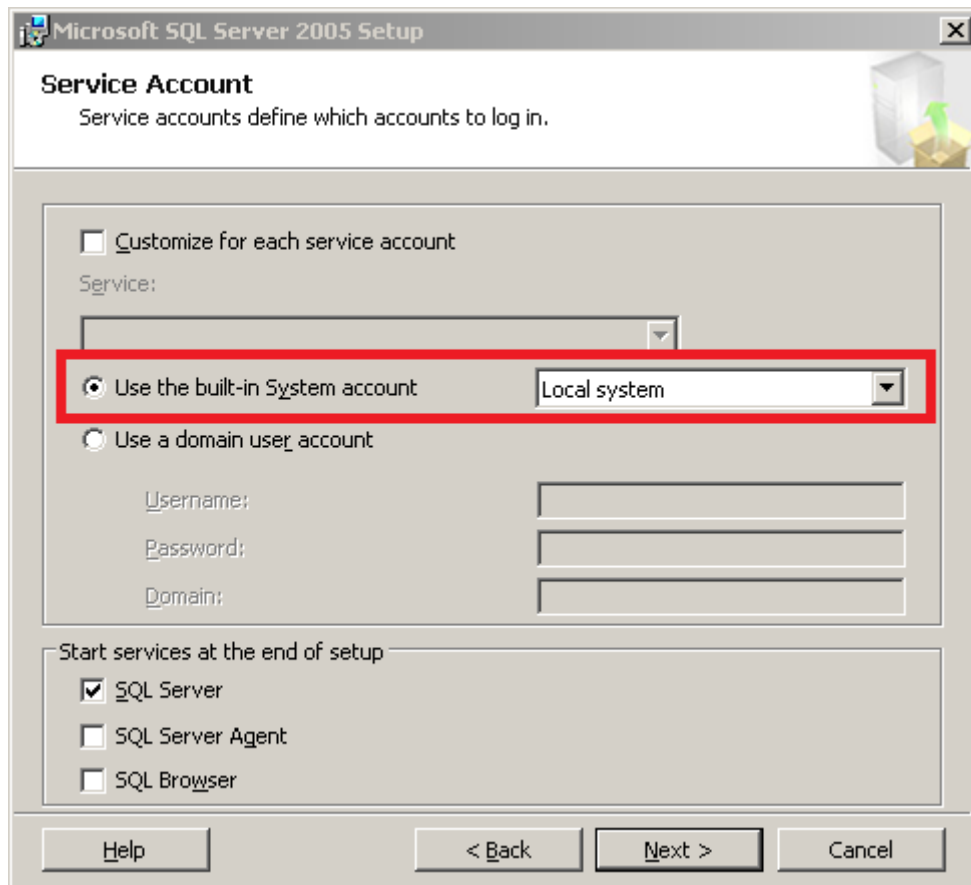 Microsoft SQL Server 2005 Setup
Service Account
Service accounts define which accounts to log in.
Customize for each service account
Service:
Use the built-in System account Local system
Use a domain user account
Username:
Password:
Domain:
Start services at the end of setup
SQL Server
SQL Server Agent
SQL Browser
Help < Back Next > Cancel